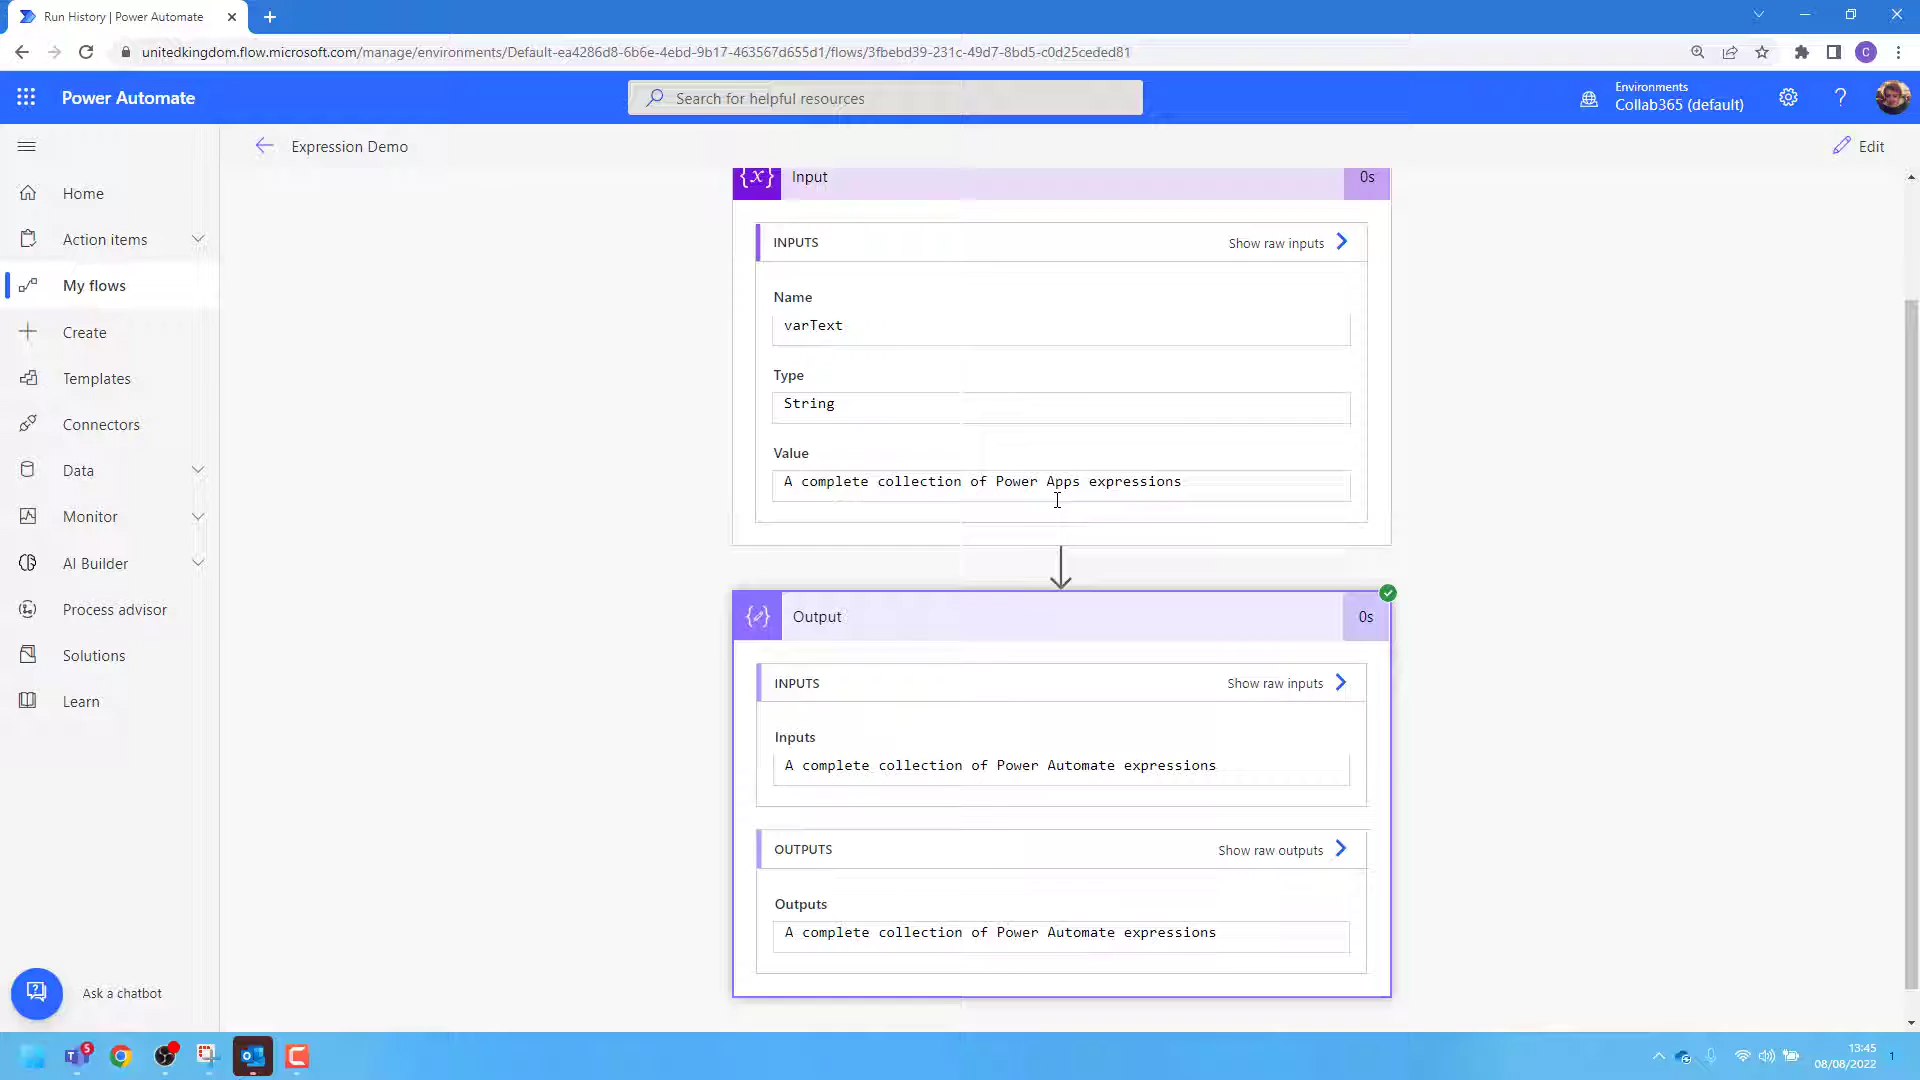 Run History | Power Automate
unitedkingdom.flow.microsoft.com/manage/environments/Default-ea4286d8-6b6e-4ebd-9b17-463567d655d1/flows/3fbebd39-231c-49d7-8bd5-c0d25ceded81
C
Power Automate
Search for helpful resources
Environments
Collab365 (default)
?
Expression Demo
Edit
Home
Action items
My flows
Create
Templates
Connectors
Data
Monitor
AI Builder
Process advisor
Solutions
Learn
Ask a chatbot
{x} Input 0s
INPUTS Show raw inputs
Name
varText
Type
String
Value
A complete collection of Power Apps expressions
Output 0s
INPUTS Show raw inputs
Inputs
A complete collection of Power Automate expressions
OUTPUTS Show raw outputs
Outputs
A complete collection of Power Automate expressions
5
13:45
08/08/2022
1